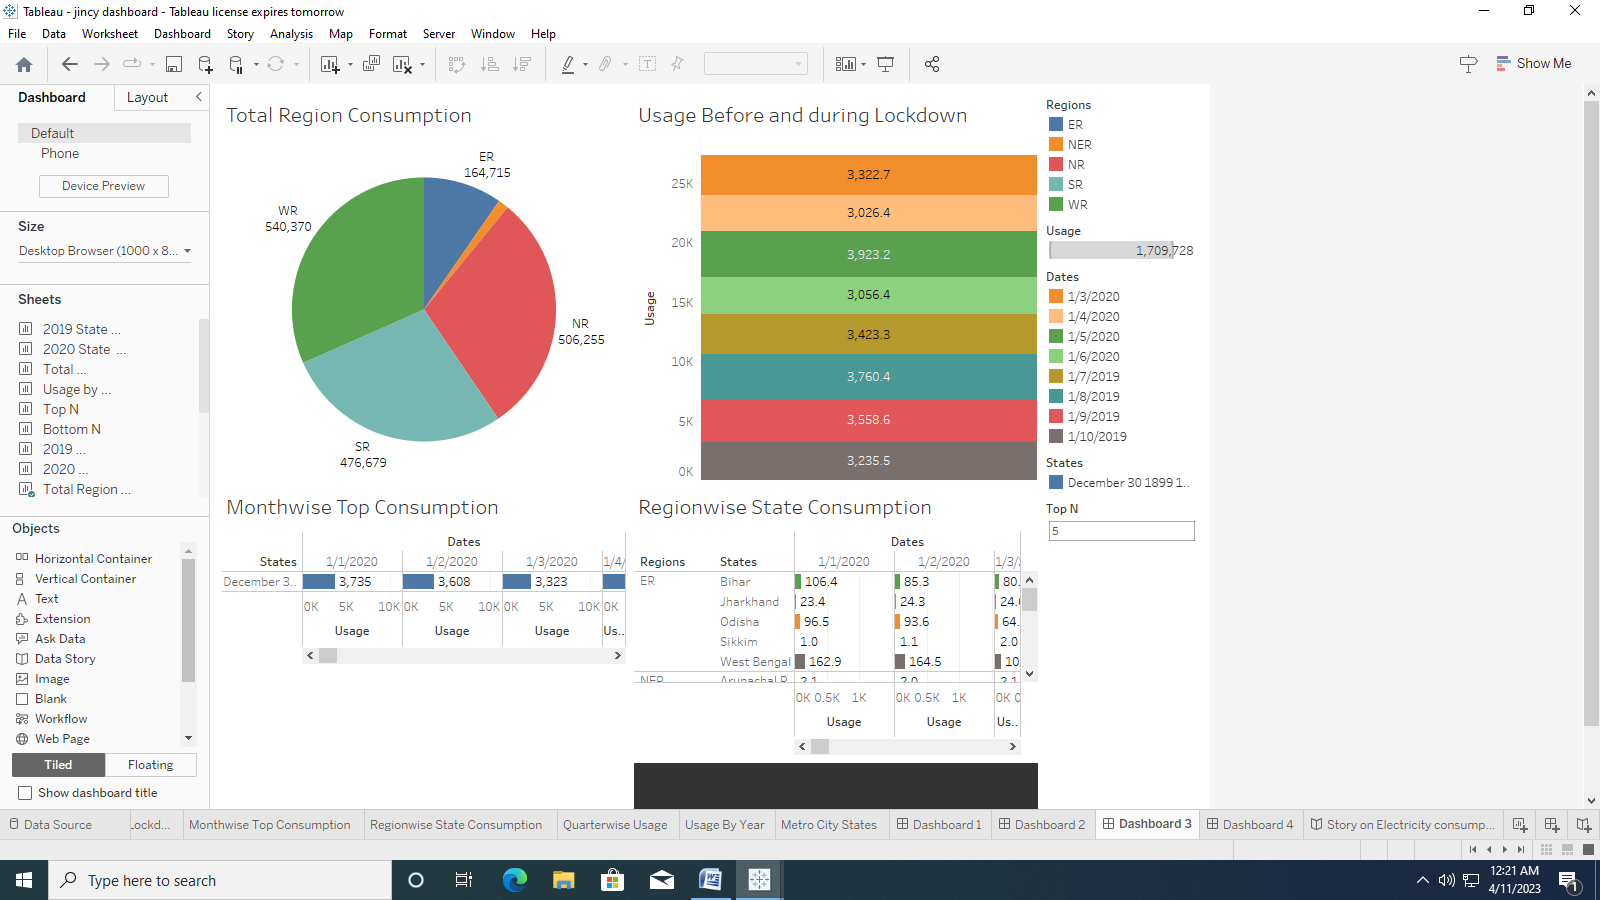 Tableau - jincy dashboard - Tableau license expires tomorrow
File Data Worksheet Dashboard Story Analysis Map Format Server Window Help
Show Me
Dashboard Layout
Default
Phone
Device Preview
Size
Desktop Browser (1000 x 8...
Sheets
2019 State ...
2020 State ...
Total ...
Usage by ...
Top N
Bottom N
2019 ...
2020 ...
Total Region ...
Objects
Horizontal Container
Vertical Container
Text
Extension
Ask Data
Data Story
Image
Blank
Workflow
Web Page
Tiled Floating
Show dashboard title
Total Region Consumption
ER
164,715
WR
540,370
NR
506,255
SR
476,679
Usage Before and during Lockdown
Usage
25K
20K
15K
10K
5K
0K
3,322.7
3,026.4
3,923.2
3,056.4
3,423.3
3,760.4
3,558.6
3,235.5
Regions
ER
NER
NR
SR
WR
Usage
1,709,728
Dates
1/3/2020
1/4/2020
1/5/2020
1/6/2020
1/7/2019
1/8/2019
1/9/2019
1/10/2019
States
December 30 1899 1..
Top N
5
Monthwise Top Consumption
Dates
States 1/1/2020 1/2/2020 1/3/2020 1/4/
December 3.. 3,735 3,608 3,323
0K 5K 10K 0K 5K 10K 0K 5K 10K 0K
Usage Usage Usage Us..
Regionwise State Consumption
Dates
Regions States 1/1/2020 1/2/2020 1/3/2
ER Bihar 106.4 85.3 80.
Jharkhand 23.4 24.3 24.
Odisha 96.5 93.6 64.
Sikkim 1.0 1.1 2.0
West Bengal 162.9 164.5 10
NER Arunachal P 2.1 2.0 2.1
0K 0.5K 1K 0K 0.5K 1K 0K 0
Usage Usage Us..
Data Source Lockd... Monthwise Top Consumption Regionwise State Consumption Quarterwise Usage Usage By Year Metro City States Dashboard 1 Dashboard 2 Dashboard 3 Dashboard 4 Story on Electricity consump...
Type here to search
12:21 AM
4/11/2023
1